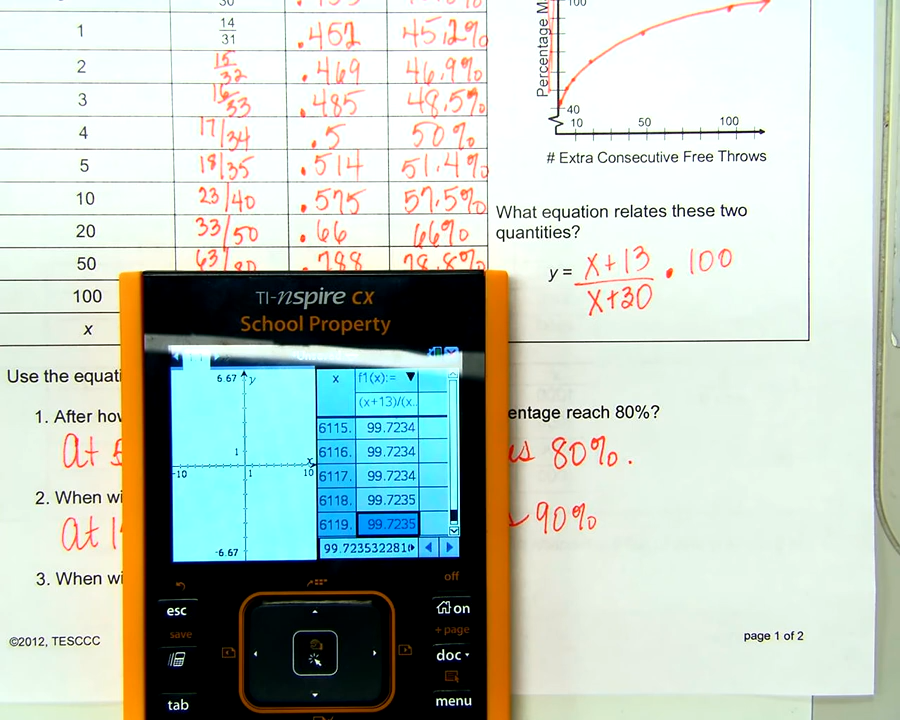 30
1 14/31 .452 45.2%
2 15/32 .469 46.9%
3 16/33 .485 48.5%
4 17/34 .5 50%
5 18/35 .514 51.4%
10 23/40 .575 57.5%
20 33/50 .66 66%
50 63/80 .788 78.8%
100
x
Percentage M
100
40
10 50 100
# Extra Consecutive Free Throws
What equation relates these two
quantities?
y = x+13/x+30 • 100
Use the equati
1. After how
entage reach 80%?
At 5
is 80%.
2. When wi
At 1
90%
3. When wi
©2012, TESCCC
page 1 of 2
TI-nspire CX
School Property
6.67 y
1
x
-10 1 10
-6.67
x f1(x):= ▼
(x+13)/(x..
6115. 99.7234
6116. 99.7234
6117. 99.7234
6118. 99.7235
6119. 99.7235
99.723532281
off
esc
on
save
+ page
doc
tab
menu